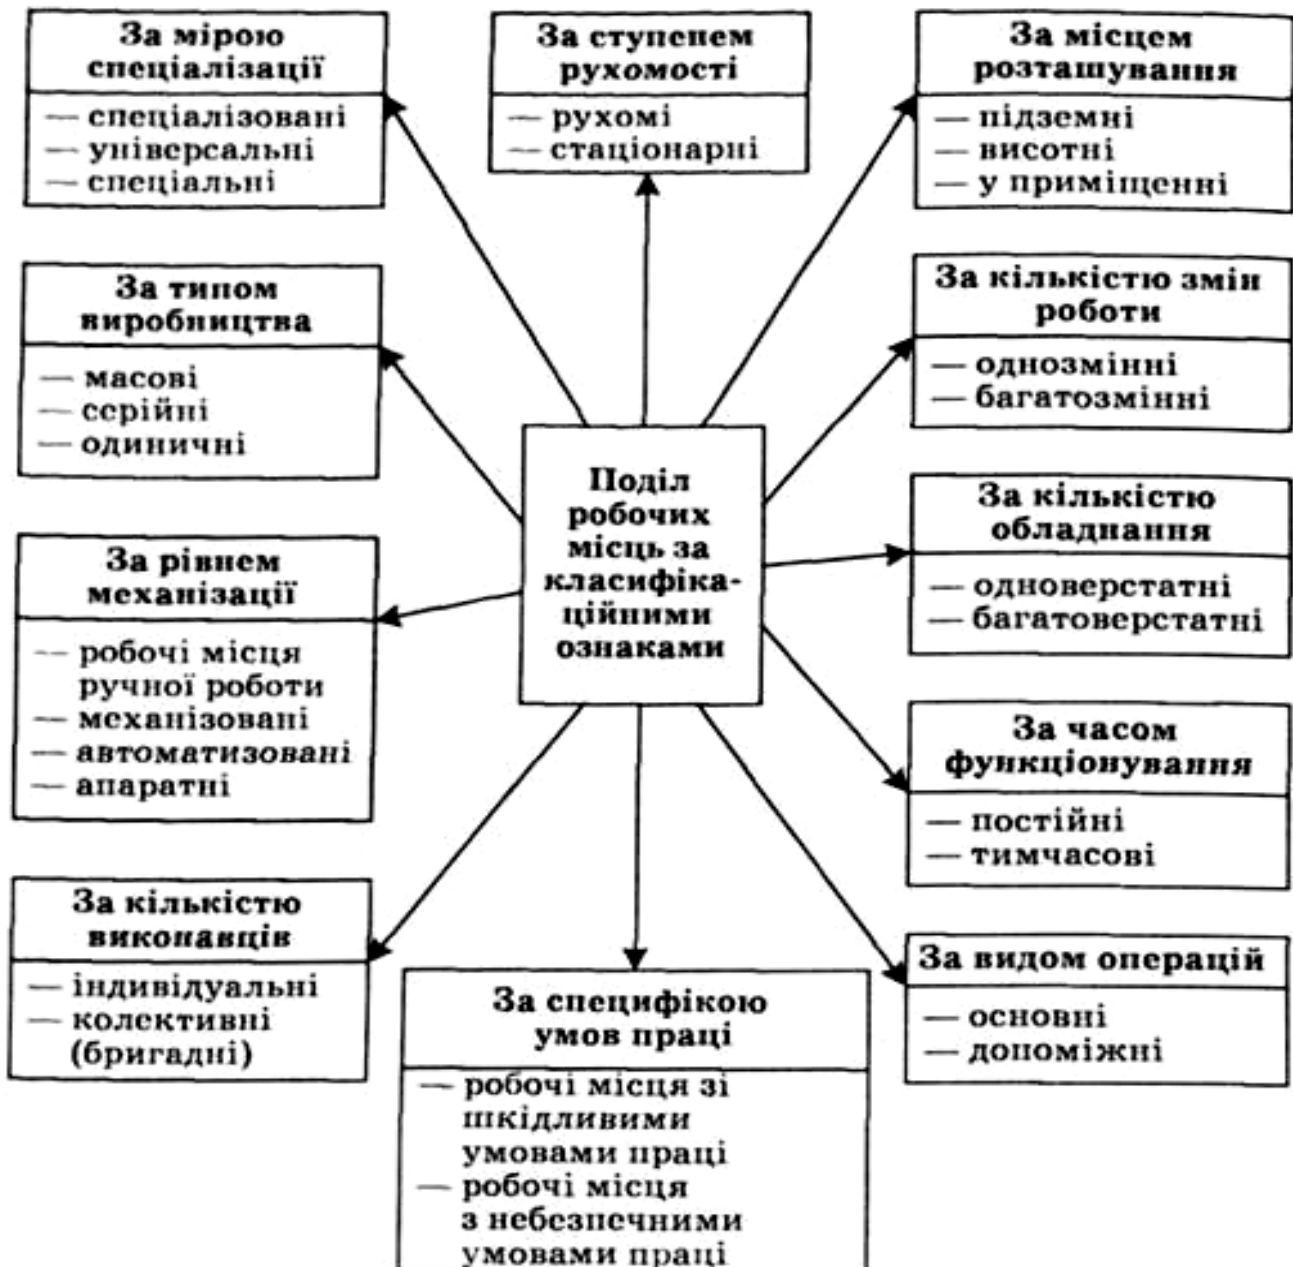 За мірою
спеціалізації
— спеціалізовані
— універсальні
— спеціальні
За ступенем
рухомості
— рухомі
— стаціонарні
За місцем
розташування
— підземні
— висотні
— у приміщенні
За типом
виробництва
— масові
— серійні
— одиничні
За кількістю змін
роботи
— однозмінні
— багатозмінні
Поділ
робочих
місць за
класифіка-
ційними
ознаками
За кількістю
обладнання
— одноверстатні
— багатоверстатні
За рівнем
механізації
— робочі місця
ручної роботи
— механізовані
— автоматизовані
— апаратні
За часом
функціонування
— постійні
— тимчасові
За кількістю
виконавців
— індивідуальні
— колективні
(бригадні)
За специфікою
умов праці
— робочі місця зі
шкідливими
умовами праці
— робочі місця
з небезпечними
умовами праці
За видом операцій
— основні
— допоміжні